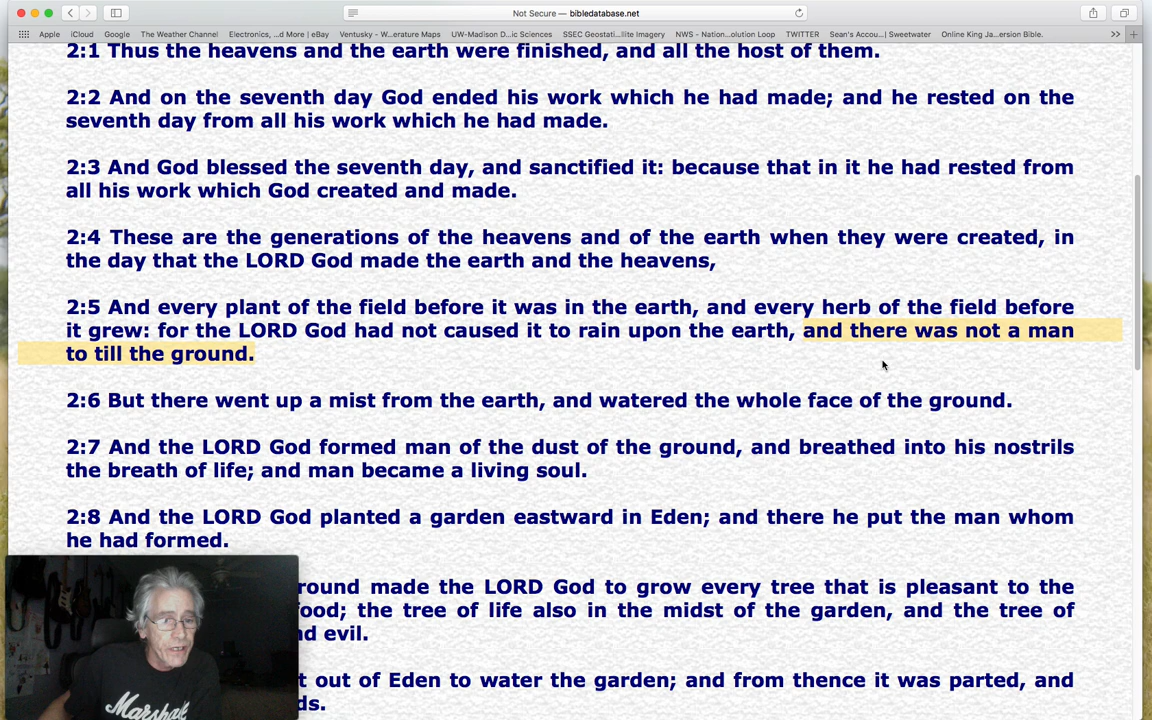 Not Secure — bibledatabase.net
Apple iCloud Google The Weather Channel Electronics, ...d More | eBay Ventusky - W...erature Maps UW-Madison D...ic Sciences SSEC Geostati...llite Imagery NWS - Nation...olution Loop TWITTER Sean's Accou...| Sweetwater Online King Ja...ersion Bible. >> +
2:1 Thus the heavens and the earth were finished, and all the host of them.
2:2 And on the seventh day God ended his work which he had made; and he rested on the
seventh day from all his work which he had made.
2:3 And God blessed the seventh day, and sanctified it: because that in it he had rested from
all his work which God created and made.
2:4 These are the generations of the heavens and of the earth when they were created, in
the day that the LORD God made the earth and the heavens,
2:5 And every plant of the field before it was in the earth, and every herb of the field before
it grew: for the LORD God had not caused it to rain upon the earth, and there was not a man
to till the ground.
2:6 But there went up a mist from the earth, and watered the whole face of the ground.
2:7 And the LORD God formed man of the dust of the ground, and breathed into his nostrils
the breath of life; and man became a living soul.
2:8 And the LORD God planted a garden eastward in Eden; and there he put the man whom
he had formed.
round made the LORD God to grow every tree that is pleasant to the
food; the tree of life also in the midst of the garden, and the tree of
nd evil.
t out of Eden to water the garden; and from thence it was parted, and
ds.
Marshall